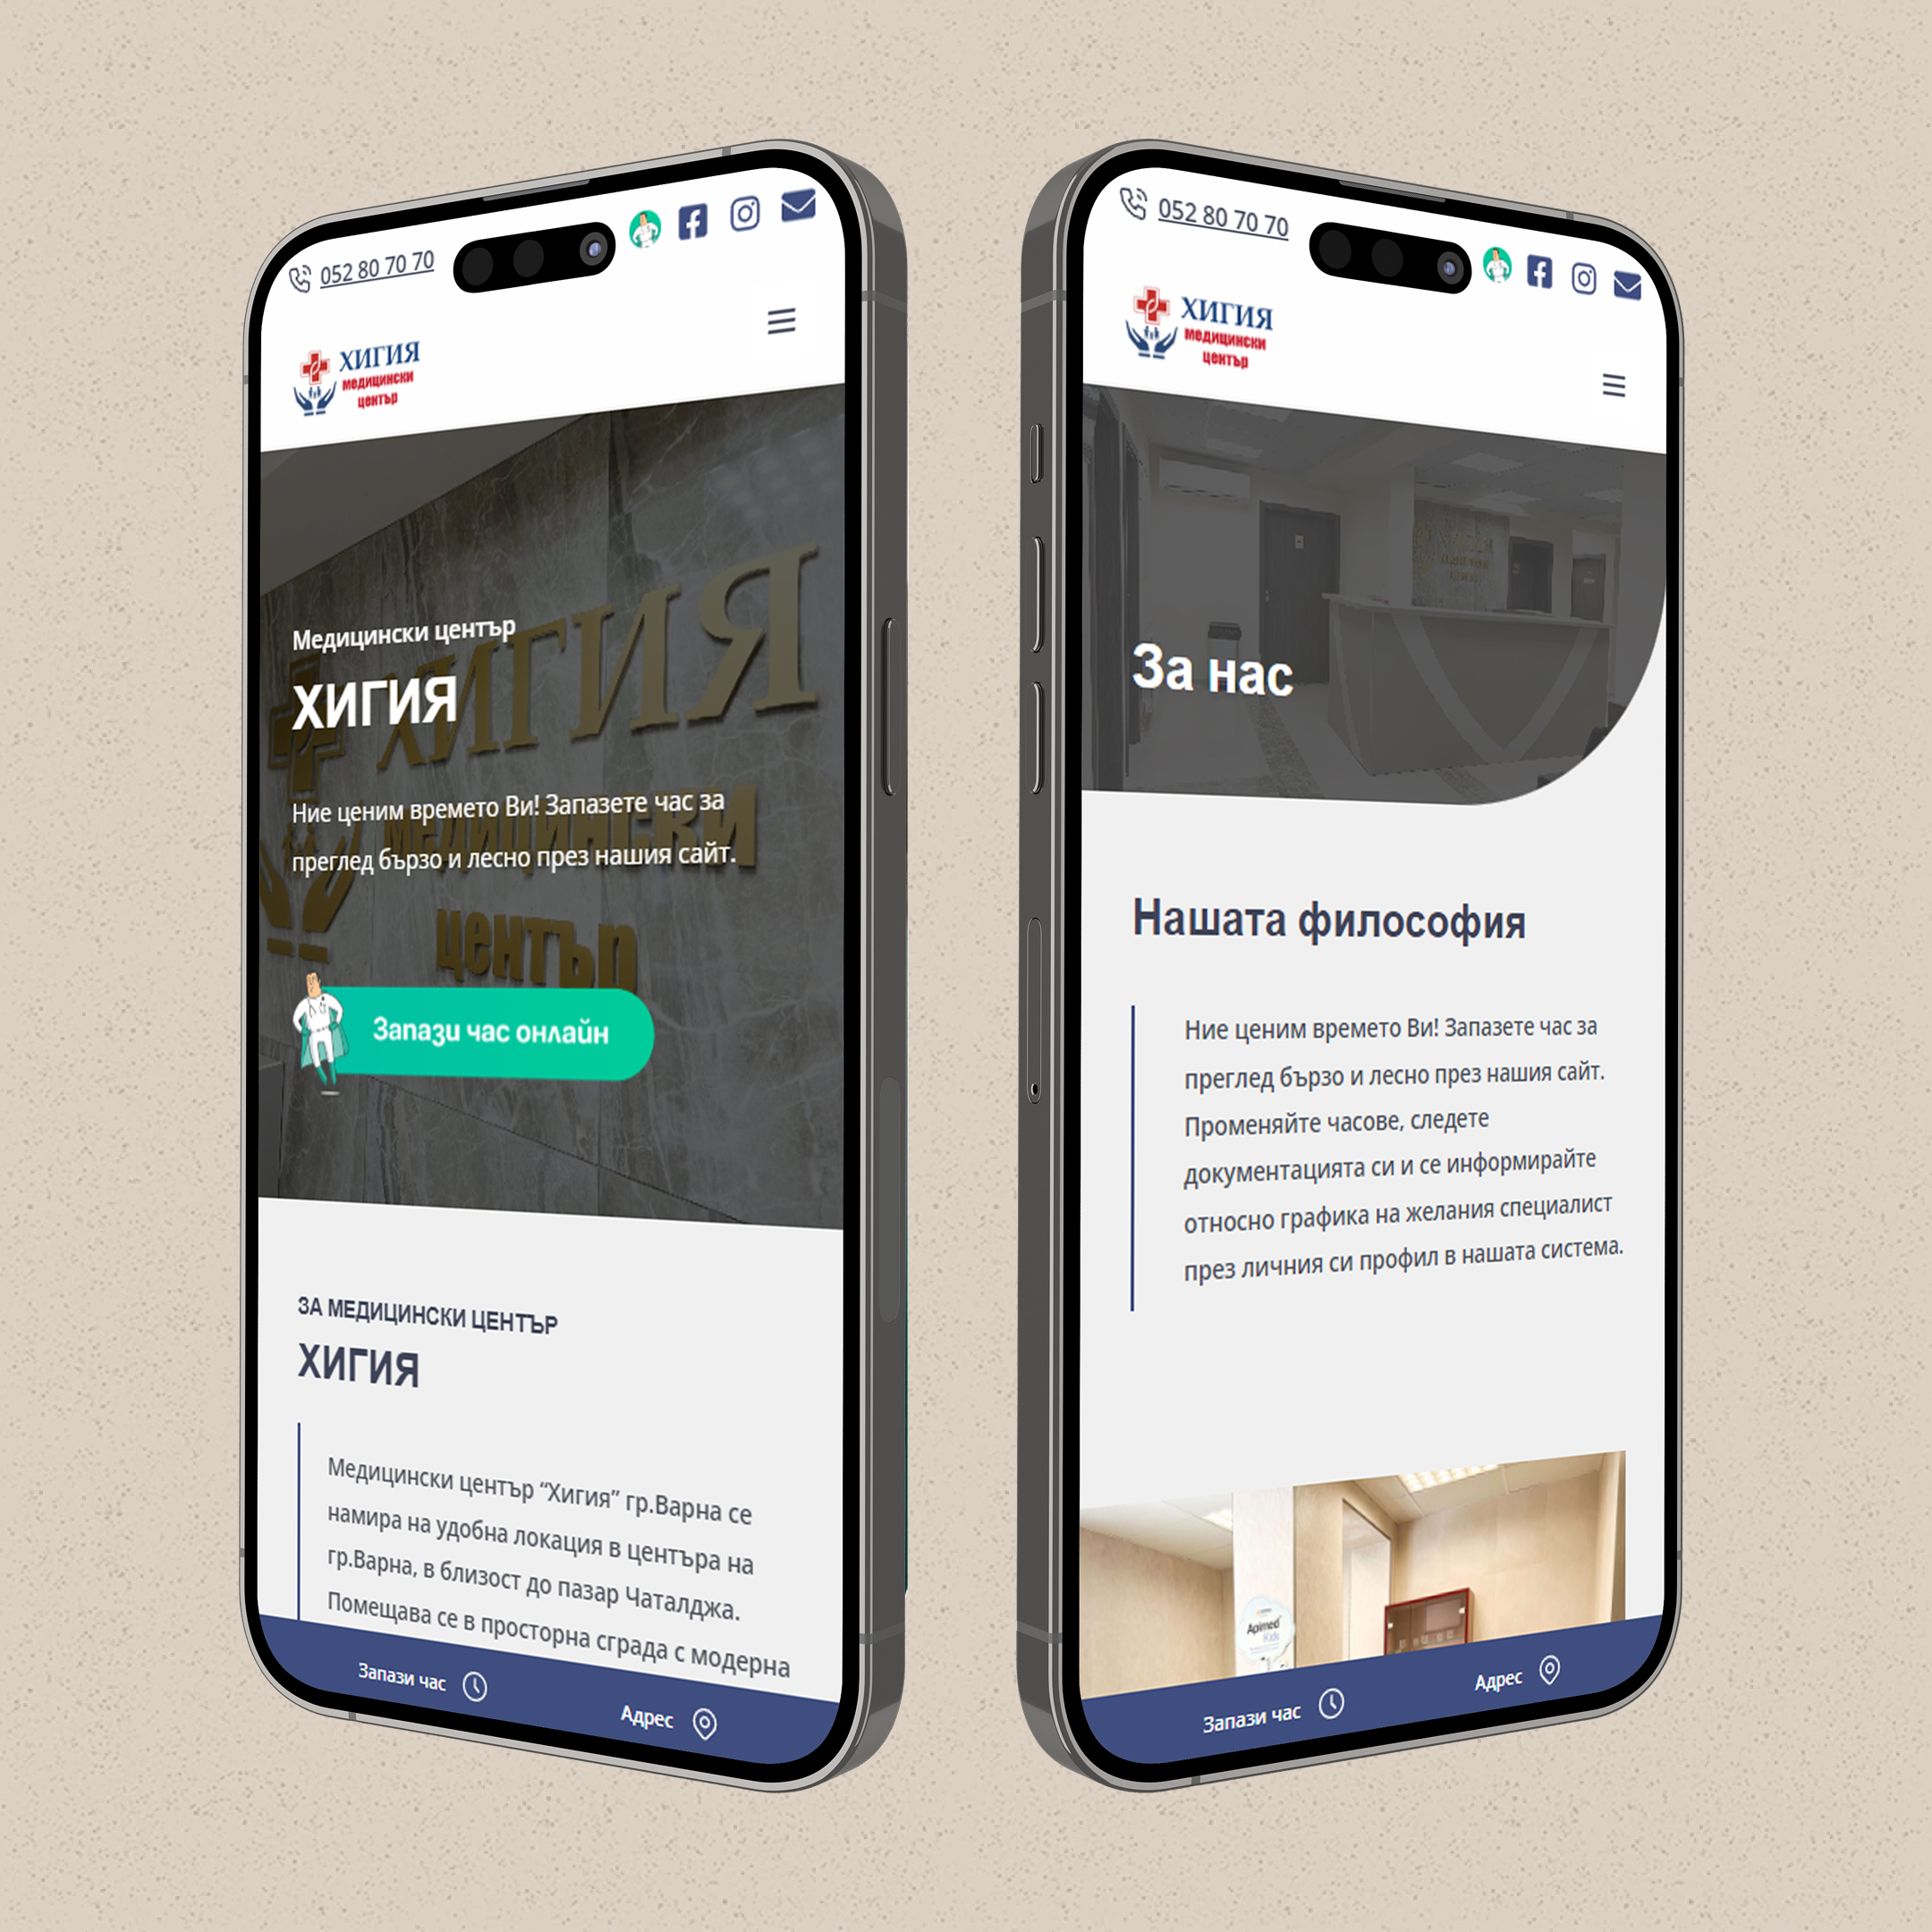 052 80 70 70
ХИГИЯ
медицински
център
ХИГИЯ
медицински
център
Медицински център
ХИГИЯ
Ние ценим времето Ви! Запазете час за
преглед бързо и лесно през нашия сайт.
Запази час онлайн
ЗА МЕДИЦИНСКИ ЦЕНТЪР
ХИГИЯ
Медицински център “Хигия” гр.Варна се
намира на удобна локация в центъра на
гр.Варна, в близост до пазар Чаталджа.
Помещава се в просторна сграда с модерна
Запази час
Адрес
052 80 70 70
ХИГИЯ
медицински
център
За нас
Нашата философия
Ние ценим времето Ви! Запазете час за
преглед бързо и лесно през нашия сайт.
Променяйте часове, следете
документацията си и се информирайте
относно графика на желания специалист
през личния си профил в нашата система.
Apimed
Kids
Запази час
Адрес